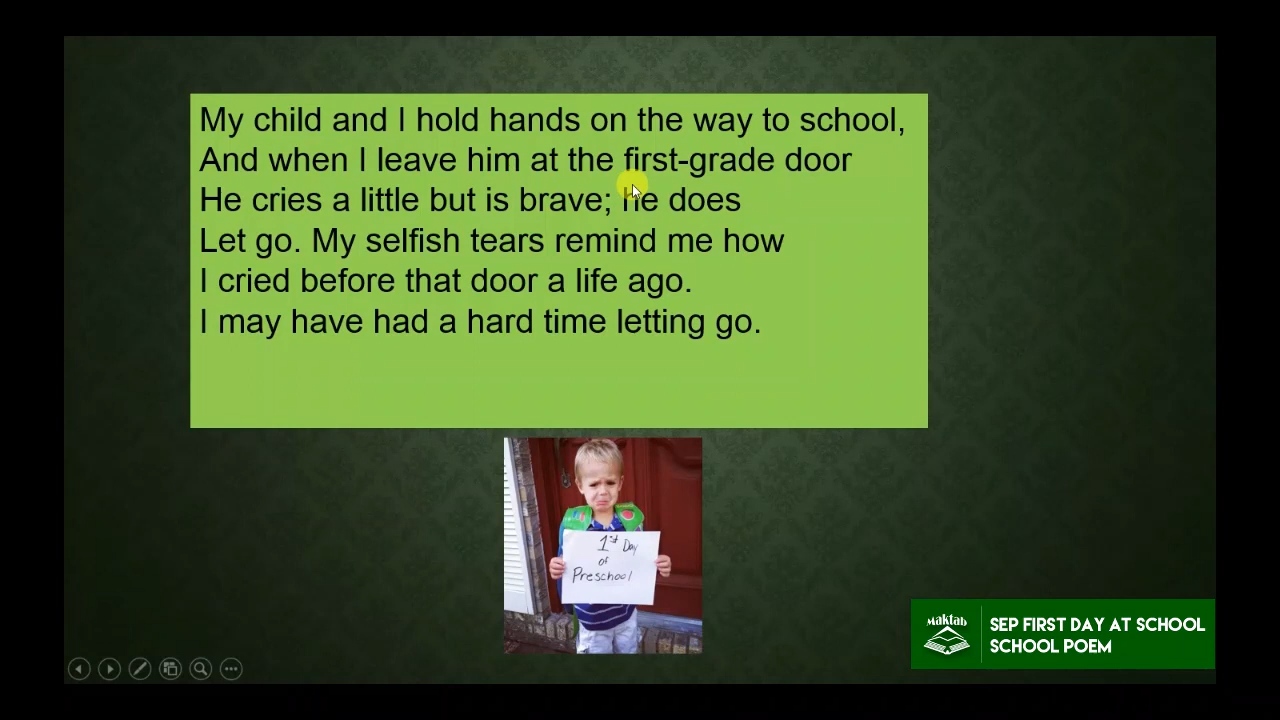 My child and I hold hands on the way to school,
And when I leave him at the first-grade door
He cries a little but is brave; he does
Let go. My selfish tears remind me how
I cried before that door a life ago.
I may have had a hard time letting go.
1st Day
of
Preschool
maktab
SEP FIRST DAY AT SCHOOL
SCHOOL POEM